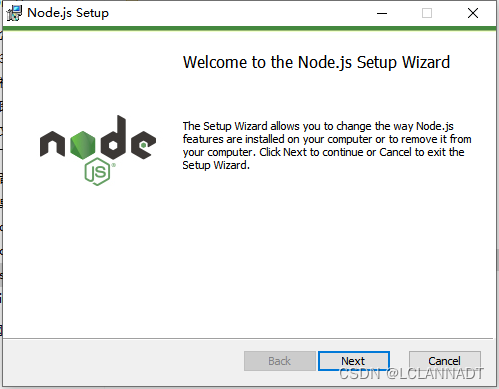 Node.js Setup
Welcome to the Node.js Setup Wizard
The Setup Wizard allows you to change the way Node.js
features are installed on your computer or to remove it from
your computer. Click Next to continue or Cancel to exit the
Setup Wizard.
node
JS
Back
Next
Cancel
CSDN @LCLANNADT